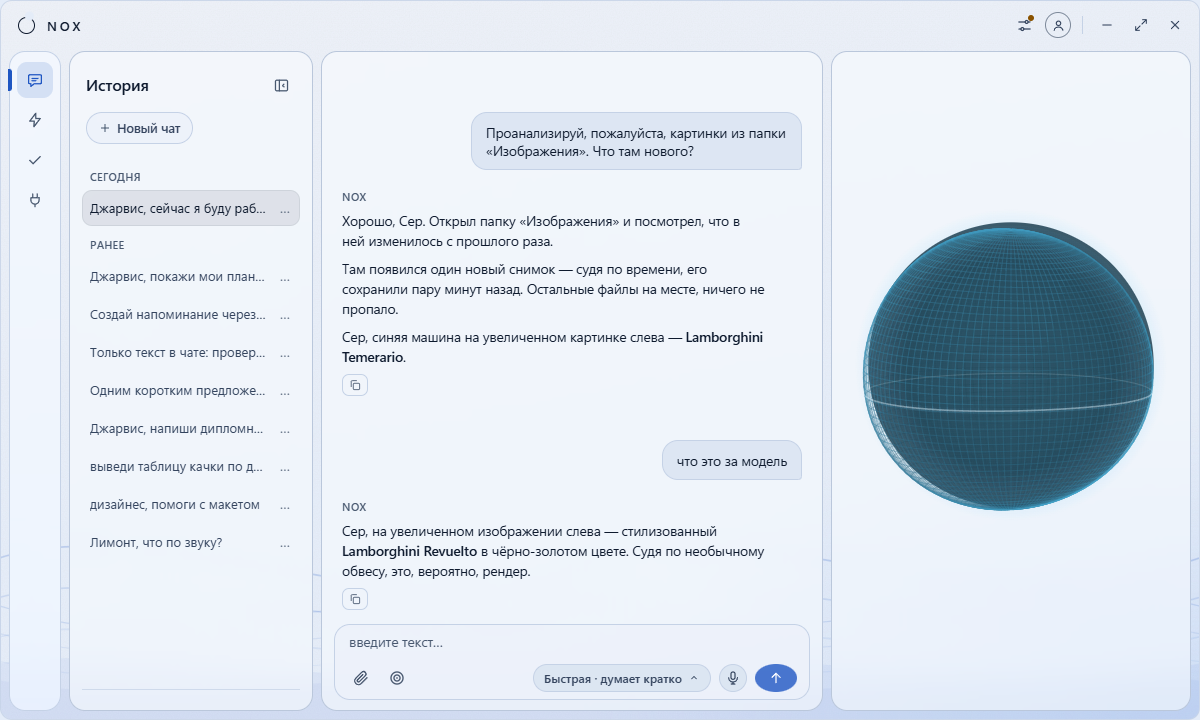 NOX
История
Новый чат
СЕГОДНЯ
Джарвис, сейчас я буду раб... ...
РАНЕЕ
Джарвис, покажи мои план... ...
Создай напоминание через... ...
Только текст в чате: провер... ...
Одним коротким предложе... ...
Джарвис, напиши дипломн... ...
выведи таблицу качки по д... ...
дизайнес, помоги с макетом ...
Лимонт, что по звуку? ...
Проанализируй, пожалуйста, картинки из папки
«Изображения». Что там нового?
NOX
Хорошо, Сер. Открыл папку «Изображения» и посмотрел, что в
ней изменилось с прошлого раза.
Там появился один новый снимок — судя по времени, его
сохранили пару минут назад. Остальные файлы на месте, ничего не
пропало.
Сер, синяя машина на увеличенном картинке слева — Lamborghini
Temerario.
что это за модель
NOX
Сер, на увеличенном изображении слева — стилизованный
Lamborghini Revuelto в чёрно-золотом цвете. Судя по необычному
обвесу, это, вероятно, рендер.
введите текст...
Быстрая · думает кратко